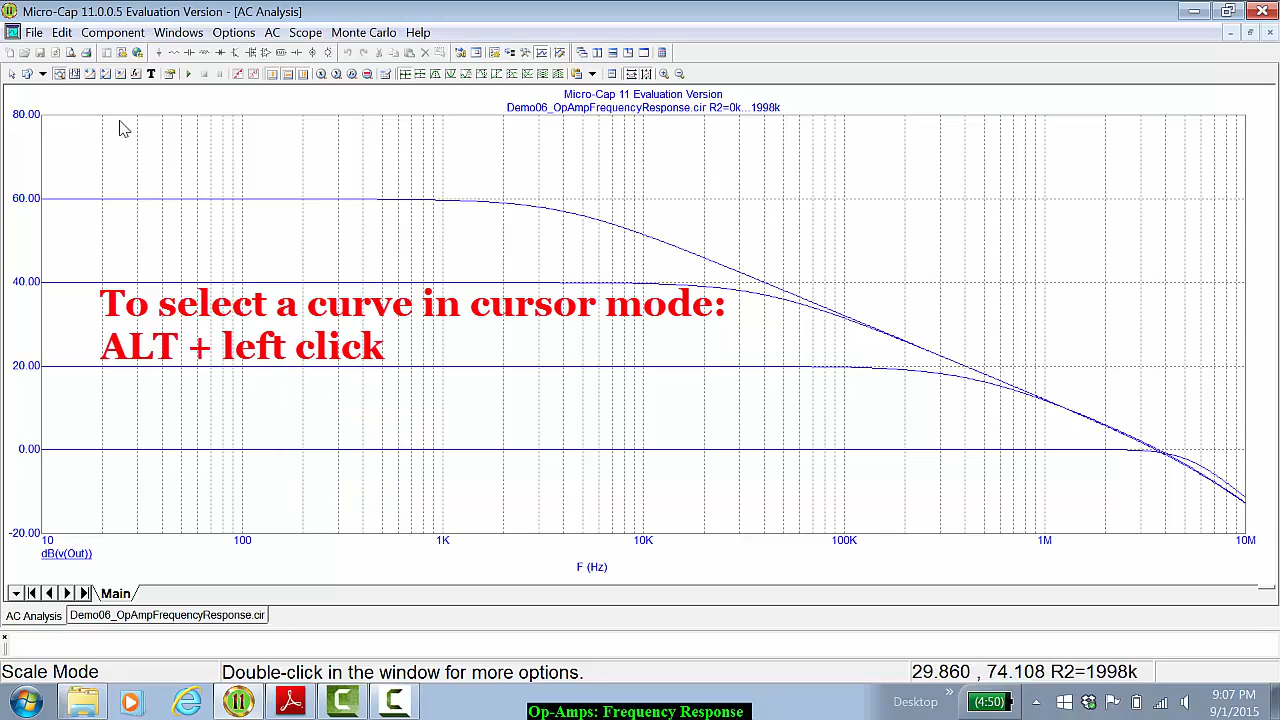 Micro-Cap 11.0.0.5 Evaluation Version - [AC Analysis]
File Edit Component Windows Options AC Scope Monte Carlo Help
Micro-Cap 11 Evaluation Version
Demo06_OpAmpFrequencyResponse.cir R2=0k...1998k
80.00
60.00
40.00
To select a curve in cursor mode:
ALT + left click
20.00
0.00
-20.00
10 100 1K 10K 100K 1M 10M
dB(v(Out))
F (Hz)
Main
AC Analysis Demo06_OpAmpFrequencyResponse.cir
Scale Mode Double-click in the window for more options. 29.860 , 74.108 R2=1998k
Desktop » (4:50) 9:07 PM
9/1/2015
Op-Amps: Frequency Response